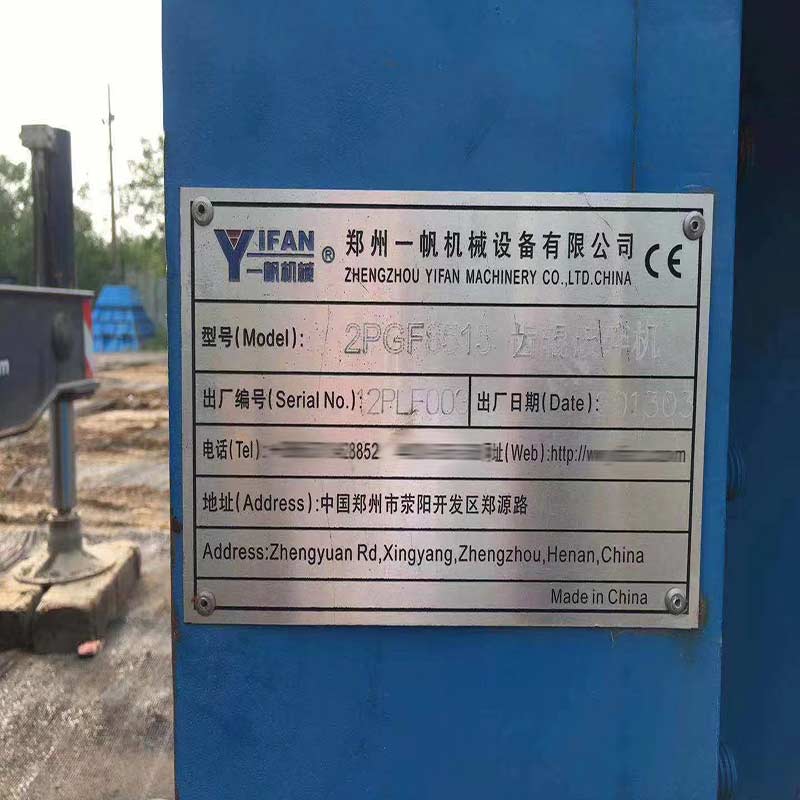 YIFAN®
一帆机械
郑州一帆机械设备有限公司
ZHENGZHOU YIFAN MACHINERY CO.,LTD.CHINA
CE
型号(Model):
出厂编号(Serial No.): 出厂日期(Date):
电话(Tel): 8852 址(Web):http://
地址(Address):中国郑州市荥阳开发区郑源路
Address:Zhengyuan Rd,Xingyang,Zhengzhou,Henan,China
Made in China